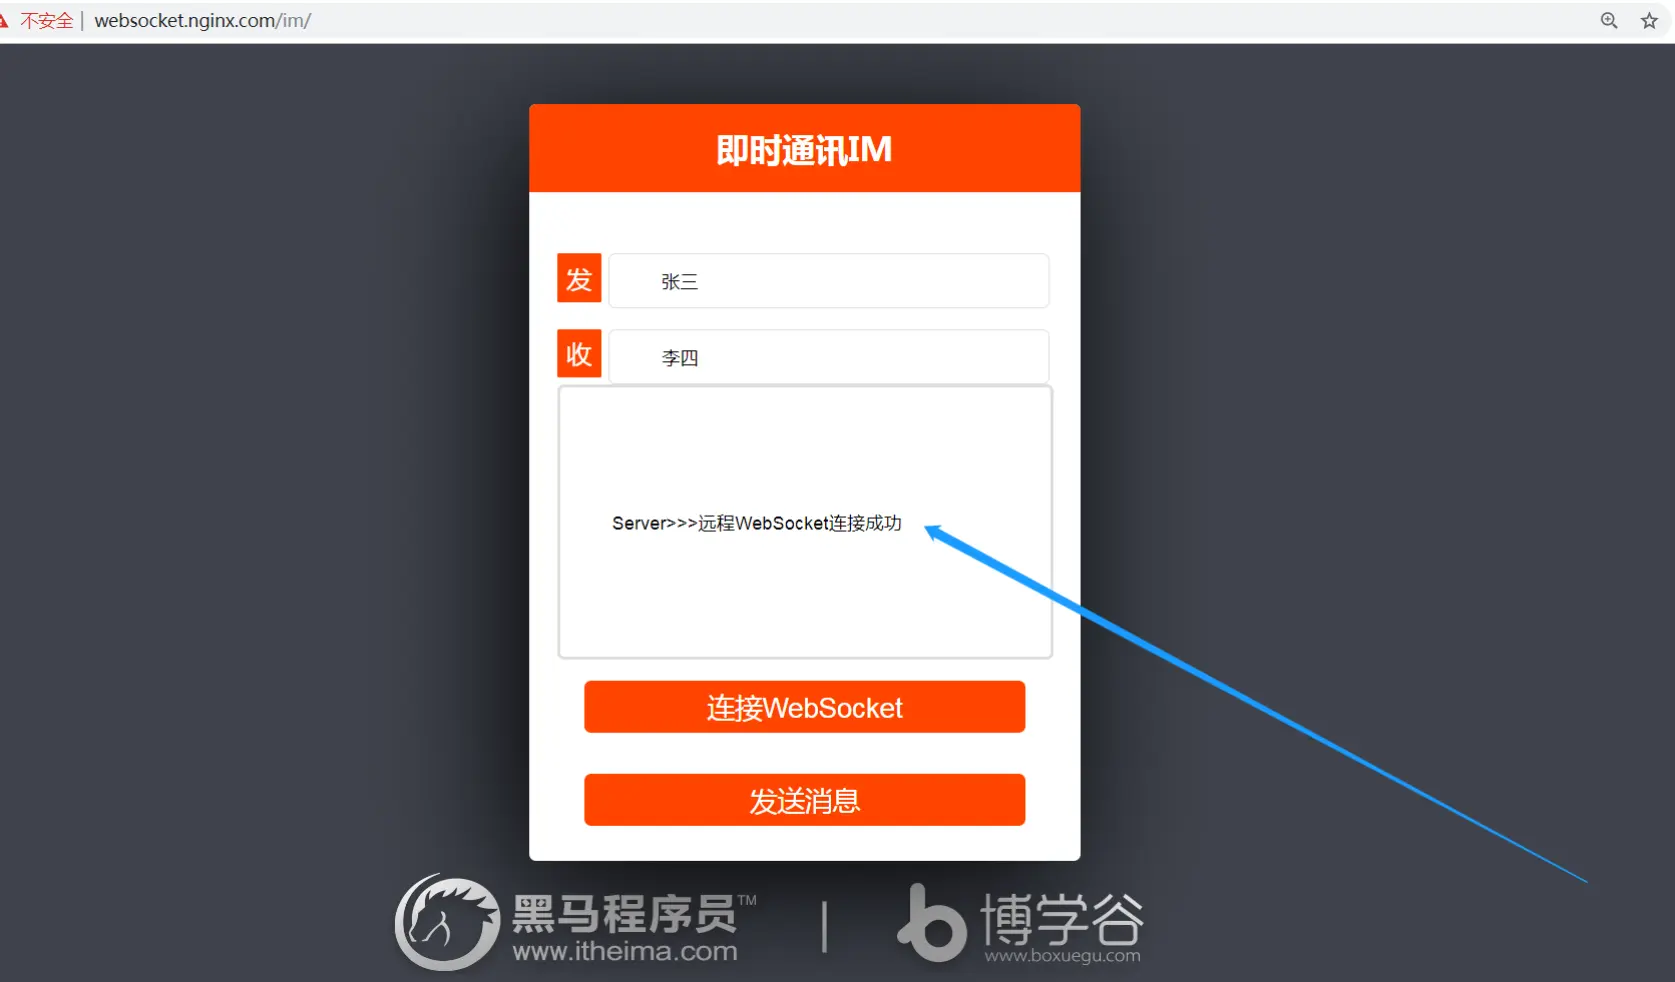 不安全 | websocket.nginx.com/im/
即时通讯IM
发 张三
收 李四
Server>>>远程WebSocket连接成功
连接WebSocket
发送消息
黑马程序员™ | 博学谷
www.itheima.com www.boxuegu.com